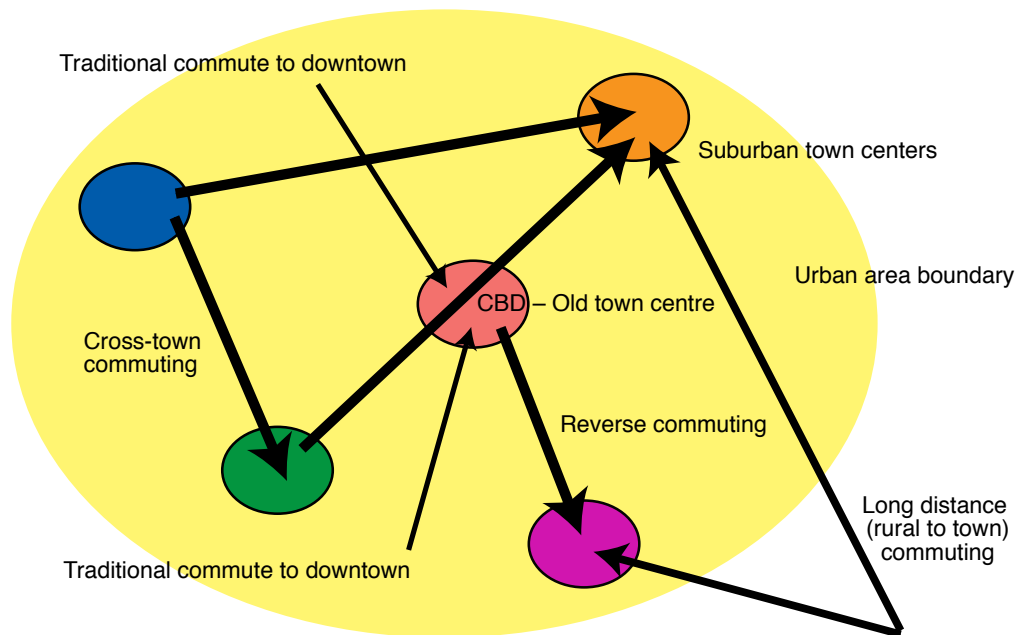 Traditional commute to downtown
Suburban town centers
Urban area boundary
CBD – Old town centre
Cross-town
commuting
Reverse commuting
Long distance
(rural to town)
commuting
Traditional commute to downtown